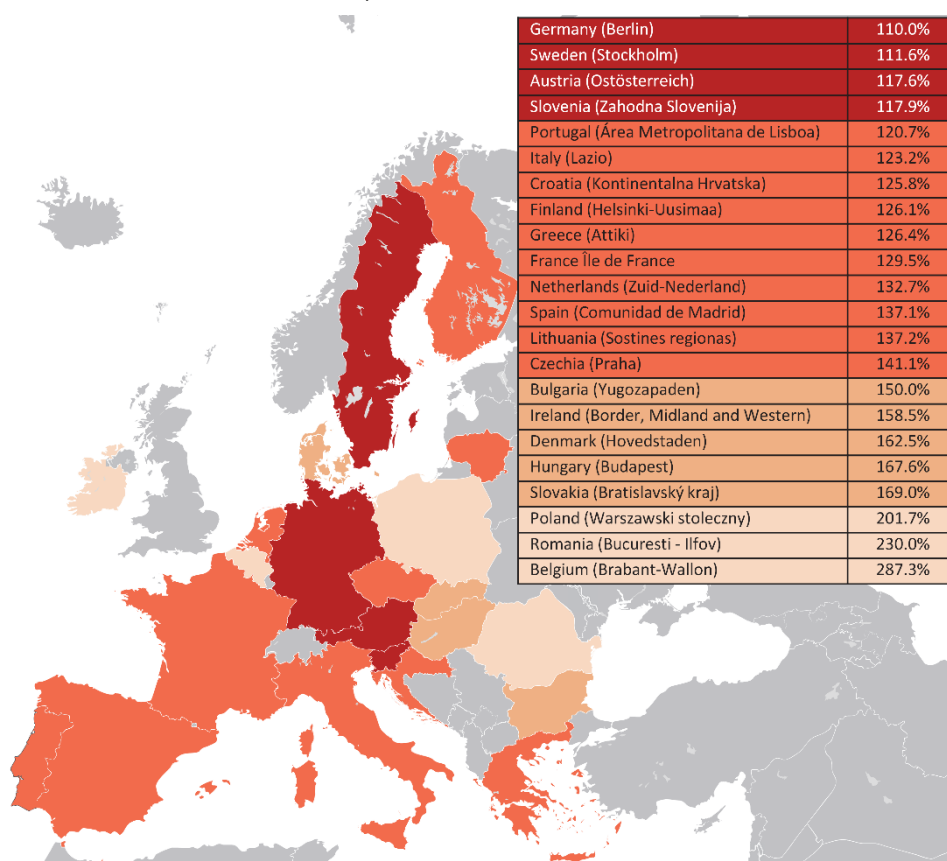 Germany (Berlin) 110.0%
Sweden (Stockholm) 111.6%
Austria (Ostösterreich) 117.6%
Slovenia (Zahodna Slovenija) 117.9%
Portugal (Área Metropolitana de Lisboa) 120.7%
Italy (Lazio) 123.2%
Croatia (Kontinentalna Hrvatska) 125.8%
Finland (Helsinki-Uusimaa) 126.1%
Greece (Attiki) 126.4%
France Île de France 129.5%
Netherlands (Zuid-Nederland) 132.7%
Spain (Comunidad de Madrid) 137.1%
Lithuania (Sostines regionas) 137.2%
Czechia (Praha) 141.1%
Bulgaria (Yugozapaden) 150.0%
Ireland (Border, Midland and Western) 158.5%
Denmark (Hovedstaden) 162.5%
Hungary (Budapest) 167.6%
Slovakia (Bratislavský kraj) 169.0%
Poland (Warszawski stoleczny) 201.7%
Romania (Bucuresti - Ilfov) 230.0%
Belgium (Brabant-Wallon) 287.3%